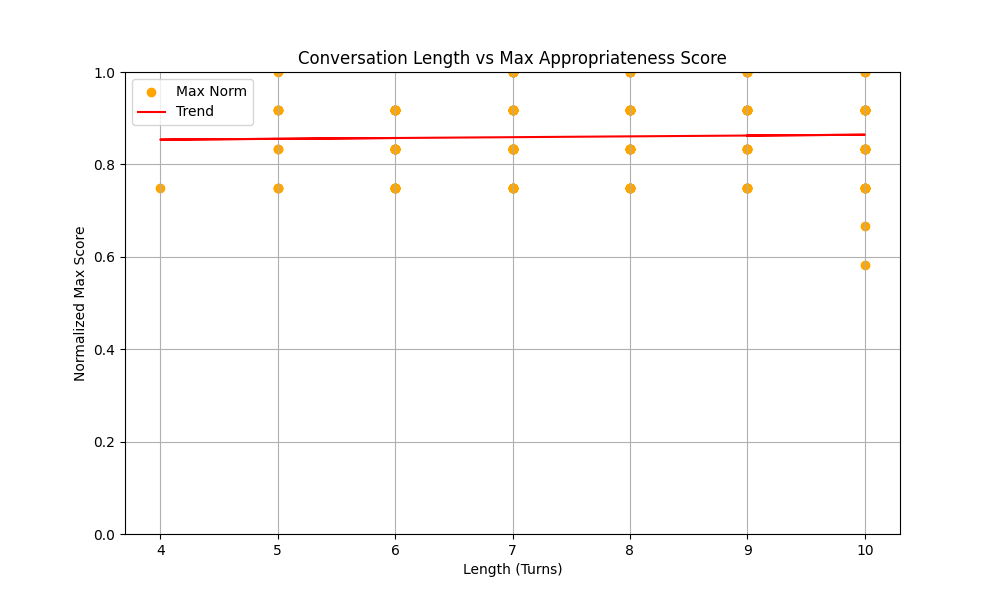 Conversation Length vs Max Appropriateness Score
Max Norm
Trend
1.0
0.8
0.6
0.4
0.2
0.0
Normalized Max Score
4 5 6 7 8 9 10
Length (Turns)